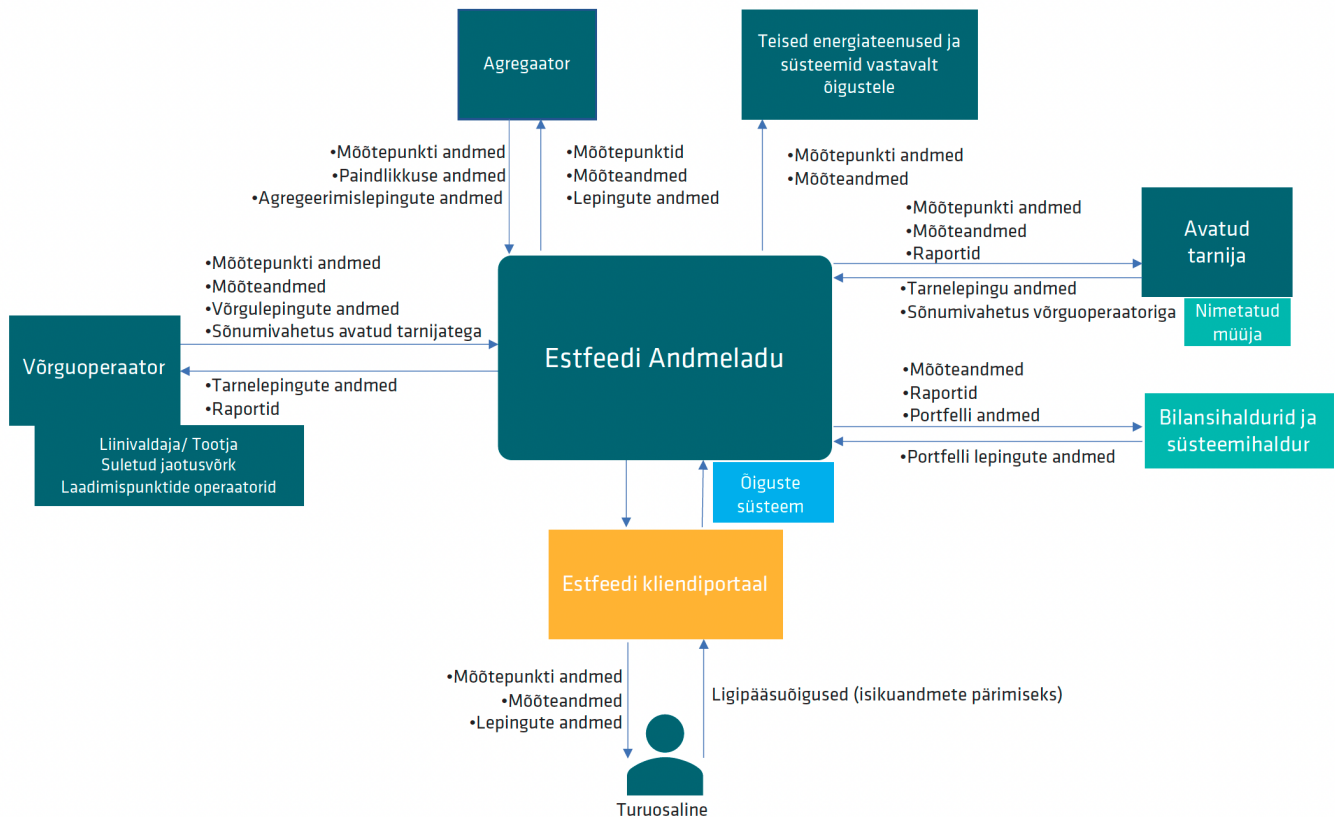 Agregaator
Teised energiateenused ja
süsteemid vastavalt
õigustele
•Mõõtepunkti andmed
•Paindlikkuse andmed
•Agregeerimislepingute andmed
•Mõõtepunktid
•Mõõteandmed
•Lepingute andmed
•Mõõtepunkti andmed
•Mõõteandmed
•Mõõtepunkti andmed
•Mõõteandmed
•Raportid
Avatud
tarnija
•Tarnelepingu andmed
•Sõnumivahetus võrguoperaatoriga
Nimetatud
müüja
•Mõõtepunkti andmed
•Mõõteandmed
•Võrgulepingute andmed
•Sõnumivahetus avatud tarnijatega
Võrguoperaator
•Tarnelepingute andmed
•Raportid
Liinivaldaja/ Tootja
Suletud jaotusvõrk
Laadimispunktide operaatorid
Estfeedi Andmeladu
•Mõõteandmed
•Raportid
•Portfelli andmed
Bilansihaldurid ja
süsteemihaldur
•Portfelli lepingute andmed
Õiguste
süsteem
Estfeedi kliendiportaal
•Mõõtepunkti andmed
•Mõõteandmed
•Lepingute andmed
Ligipääsuõigused (isikuandmete pärimiseks)
Turuosaline